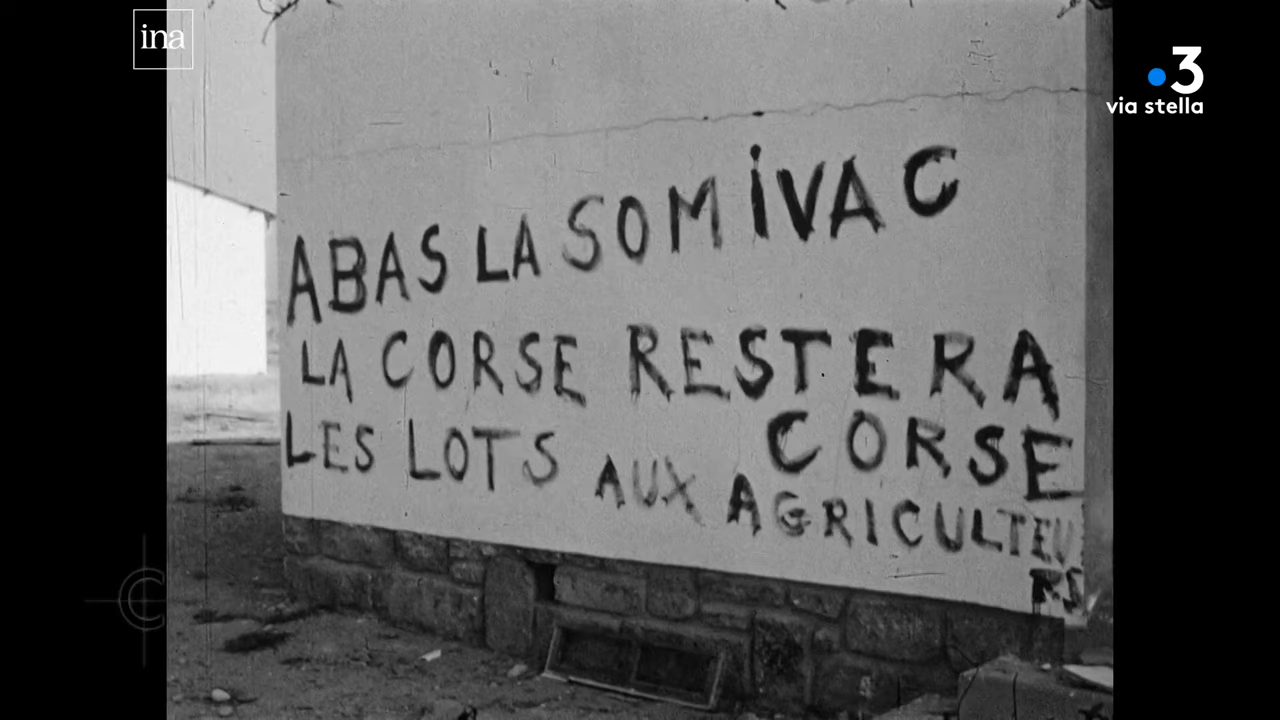 ina
3
via stella
ABAS LA SOMiVAC
LA CORSE RESTERA
CORSE
LES LOTS AUX AGRICULTEU
RS
©